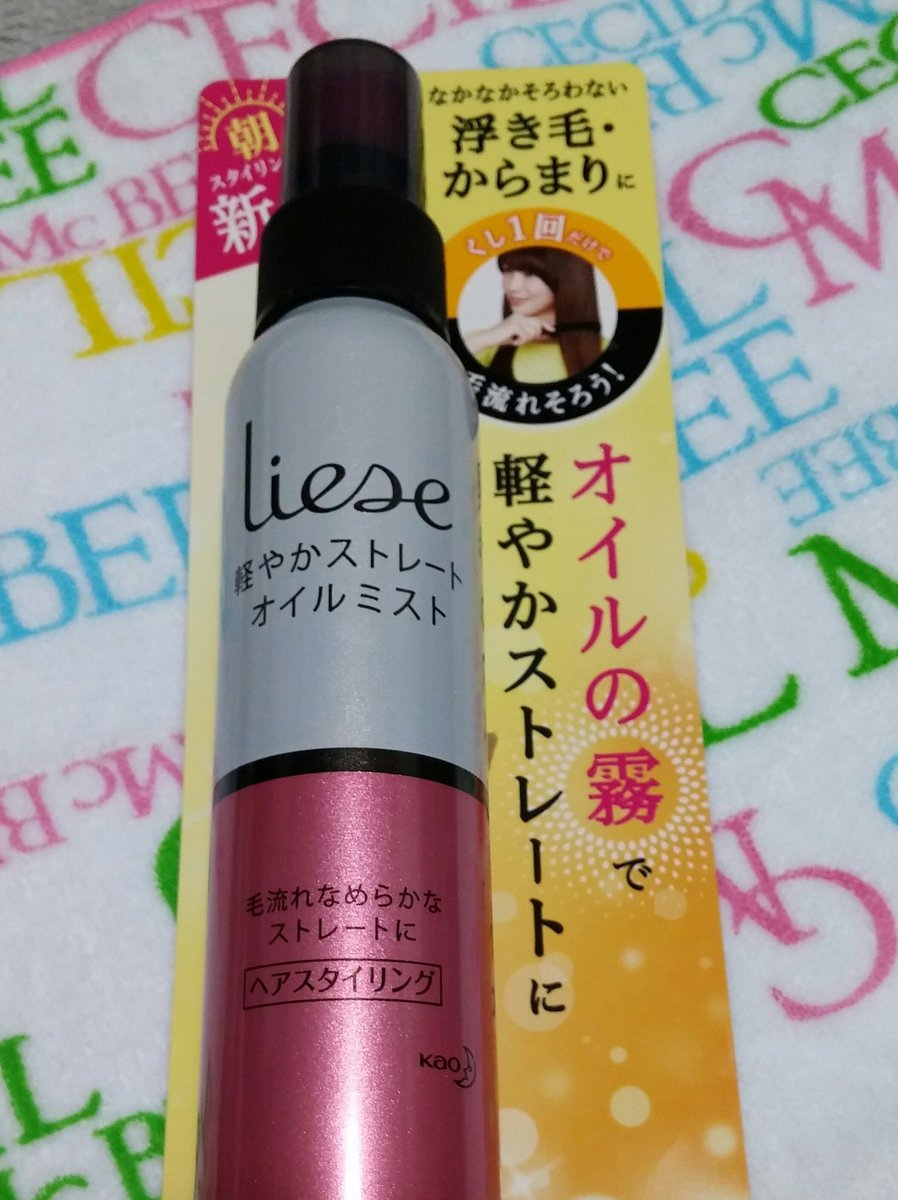 朝
スタイリン
新
なかなかそろわない
浮き毛・
からまりに
くし1回だけで
流れそろう!
オイルの霧で
軽やかストレートに
Liese
軽やかストレート
オイルミスト
毛流れなめらかな
ストレートに
ヘアスタイリング
Kao
CECIL
McBEE
CECIL
McBEE